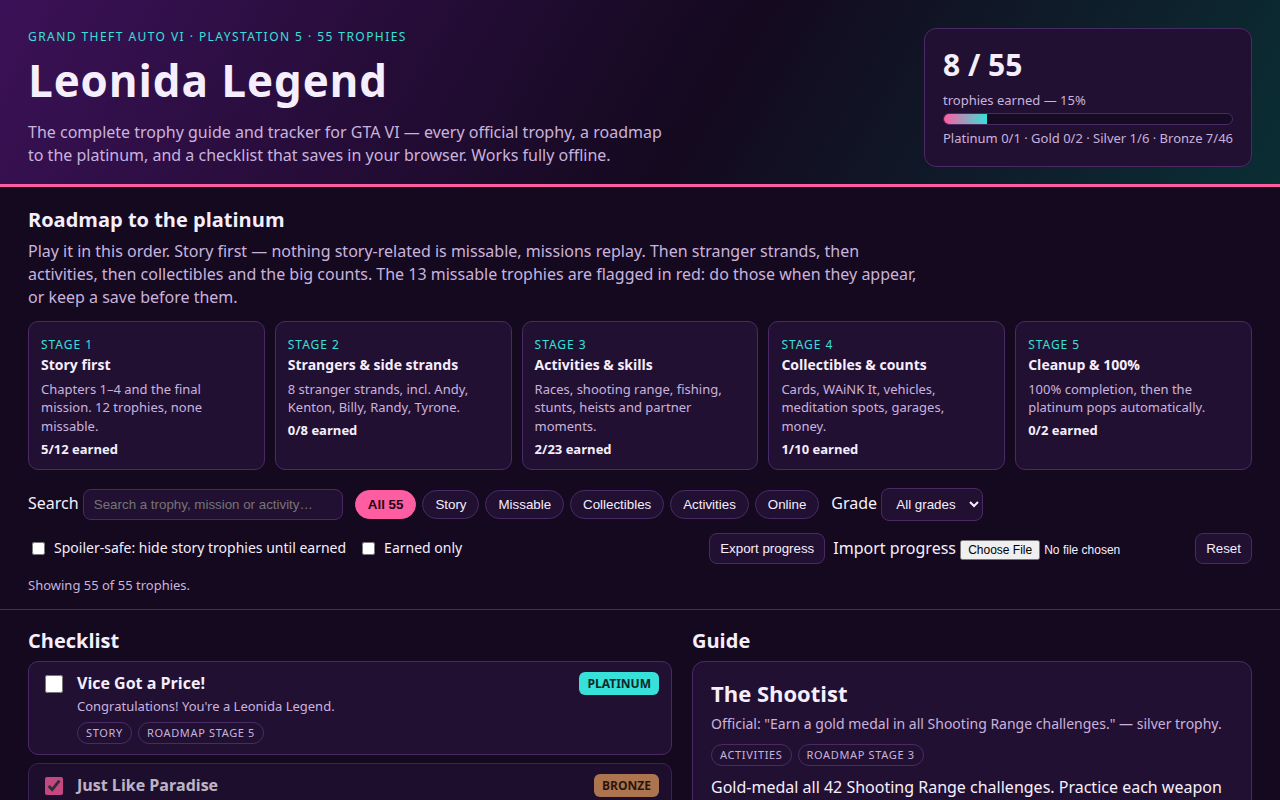 GRAND THEFT AUTO VI · PLAYSTATION 5 · 55 TROPHIES
Leonida Legend
The complete trophy guide and tracker for GTA VI — every official trophy, a roadmap
to the platinum, and a checklist that saves in your browser. Works fully offline.
8 / 55
trophies earned — 15%
Platinum 0/1 · Gold 0/2 · Silver 1/6 · Bronze 7/46
Roadmap to the platinum
Play it in this order. Story first — nothing story-related is missable, missions replay. Then stranger strands, then
activities, then collectibles and the big counts. The 13 missable trophies are flagged in red: do those when they appear,
or keep a save before them.
STAGE 1
Story first
Chapters 1–4 and the final
mission. 12 trophies, none
missable.
5/12 earned
STAGE 2
Strangers & side strands
8 stranger strands, incl. Andy,
Kenton, Billy, Randy, Tyrone.
0/8 earned
STAGE 3
Activities & skills
Races, shooting range, fishing,
stunts, heists and partner
moments.
2/23 earned
STAGE 4
Collectibles & counts
Cards, WAiNK It, vehicles,
meditation spots, garages,
money.
1/10 earned
STAGE 5
Cleanup & 100%
100% completion, then the
platinum pops automatically.
0/2 earned
Search Search a trophy, mission or activity… All 55 Story Missable Collectibles Activities Online Grade All grades
Spoiler-safe: hide story trophies until earned Earned only Export progress Import progress Choose File No file chosen Reset
Showing 55 of 55 trophies.
Checklist
Vice Got a Price! PLATINUM
Congratulations! You're a Leonida Legend.
STORY ROADMAP STAGE 5
Just Like Paradise BRONZE
Guide
The Shootist
Official: "Earn a gold medal in all Shooting Range challenges." — silver trophy.
ACTIVITIES ROADMAP STAGE 3
Gold-medal all 42 Shooting Range challenges. Practice each weapon